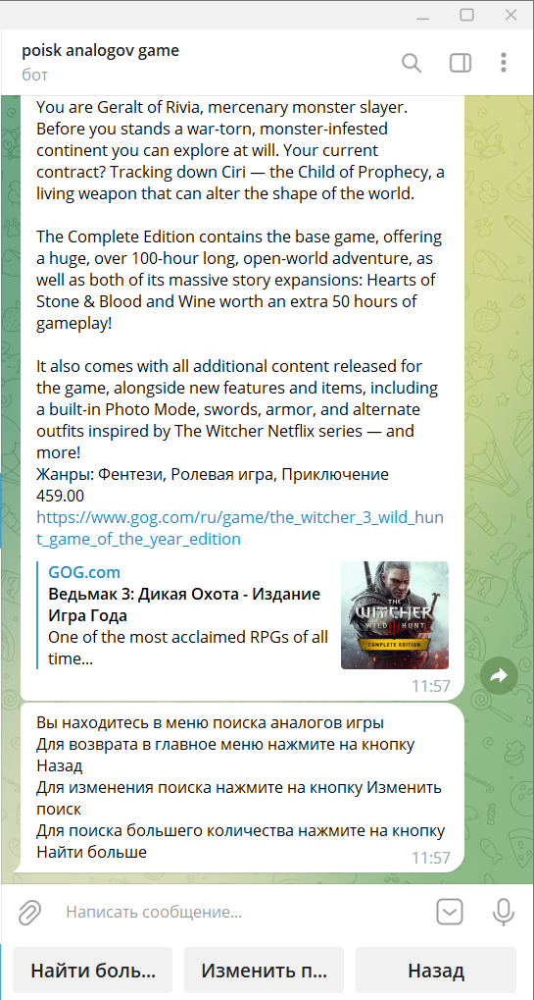 poisk analogov game
бот
You are Geralt of Rivia, mercenary monster slayer.
Before you stands a war-torn, monster-infested
continent you can explore at will. Your current
contract? Tracking down Ciri — the Child of Prophecy, a
living weapon that can alter the shape of the world.
The Complete Edition contains the base game, offering
a huge, over 100-hour long, open-world adventure, as
well as both of its massive story expansions: Hearts of
Stone & Blood and Wine worth an extra 50 hours of
gameplay!
It also comes with all additional content released for
the game, alongside new features and items, including
a built-in Photo Mode, swords, armor, and alternate
outfits inspired by The Witcher Netflix series — and
more!
Жанры: Фентези, Ролевая игра, Приключение
459.00
https://www.gog.com/ru/game/the_witcher_3_wild_hun
t_game_of_the_year_edition
GOG.com
Ведьмак 3: Дикая Охота - Издание
Игра Года
One of the most acclaimed RPGs of all
time...
THE
WITCHER
WILD HUNT
COMPLETE EDITION
11:57
Вы находитесь в меню поиска аналогов игры
Для возврата в главное меню нажмите на кнопку
Назад
Для изменения поиска нажмите на кнопку Изменить
поиск
Для поиска большего количества нажмите на кнопку
Найти больше
11:57
Написать сообщение...
Найти боль...
Изменить п...
Назад